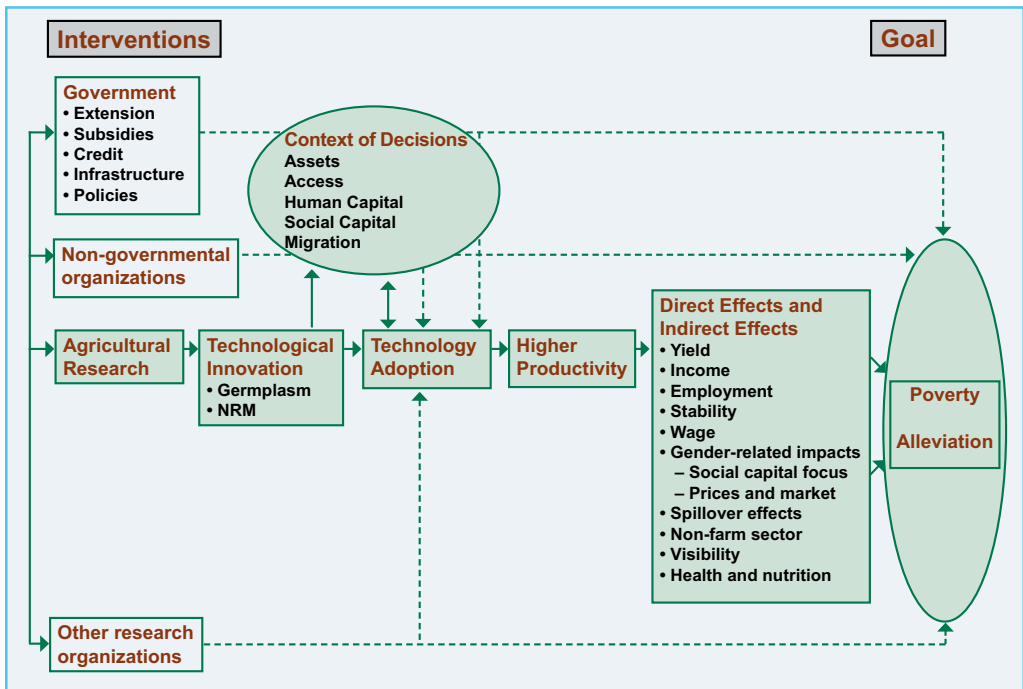 Interventions
Goal
Government
• Extension
• Subsidies
• Credit
• Infrastructure
• Policies
Context of Decisions
Assets
Access
Human Capital
Social Capital
Migration
Non-governmental
organizations
Agricultural
Research
Technological
Innovation
• Germplasm
• NRM
Technology
Adoption
Higher
Productivity
Direct Effects and
Indirect Effects
• Yield
• Income
• Employment
• Stability
• Wage
• Gender-related impacts
– Social capital focus
– Prices and market
• Spillover effects
• Non-farm sector
• Visibility
• Health and nutrition
Poverty
Alleviation
Other research
organizations